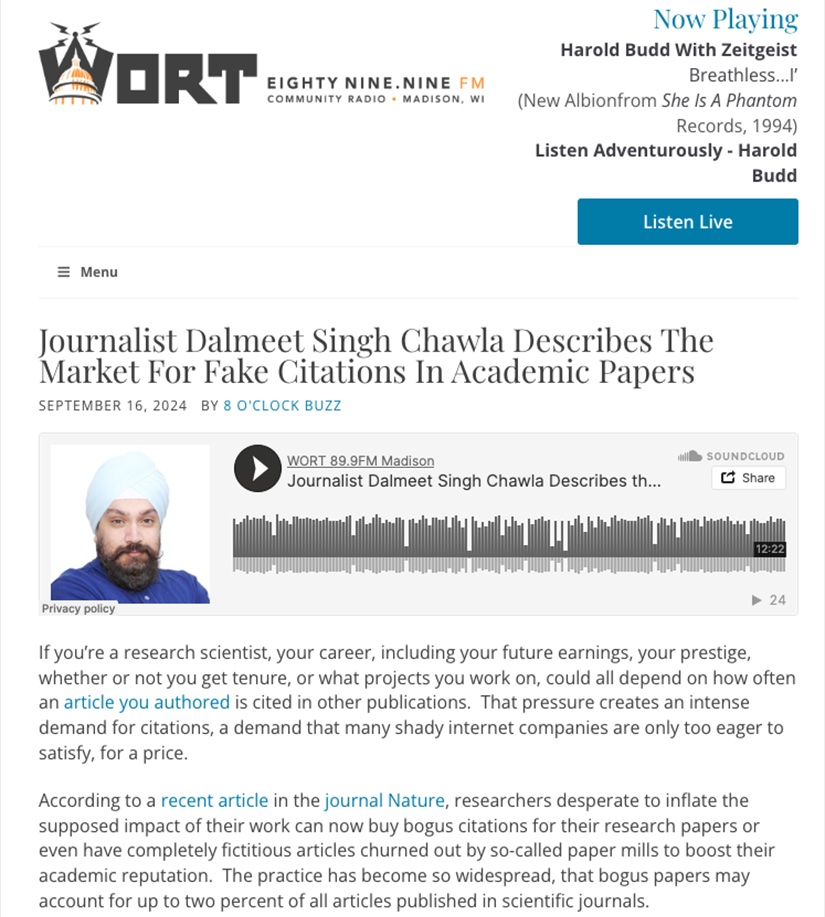 WORT
EIGHTY NINE.NINE FM
COMMUNITY RADIO • MADISON, WI
Now Playing
Harold Budd With Zeitgeist
Breathless...I’
(New Albionfrom She Is A Phantom
Records, 1994)
Listen Adventurously - Harold
Budd
Listen Live
≡ Menu
Journalist Dalmeet Singh Chawla Describes The
Market For Fake Citations In Academic Papers
SEPTEMBER 16, 2024 BY 8 O'CLOCK BUZZ
WORT 89.9FM Madison
Journalist Dalmeet Singh Chawla Describes th...
SOUNDCLOUD
Share
12:22
24
Privacy policy
If you’re a research scientist, your career, including your future earnings, your prestige,
whether or not you get tenure, or what projects you work on, could all depend on how often
an article you authored is cited in other publications.  That pressure creates an intense
demand for citations, a demand that many shady internet companies are only too eager to
satisfy, for a price.
According to a recent article in the journal Nature, researchers desperate to inflate the
supposed impact of their work can now buy bogus citations for their research papers or
even have completely fictitious articles churned out by so-called paper mills to boost their
academic reputation.  The practice has become so widespread, that bogus papers may
account for up to two percent of all articles published in scientific journals.